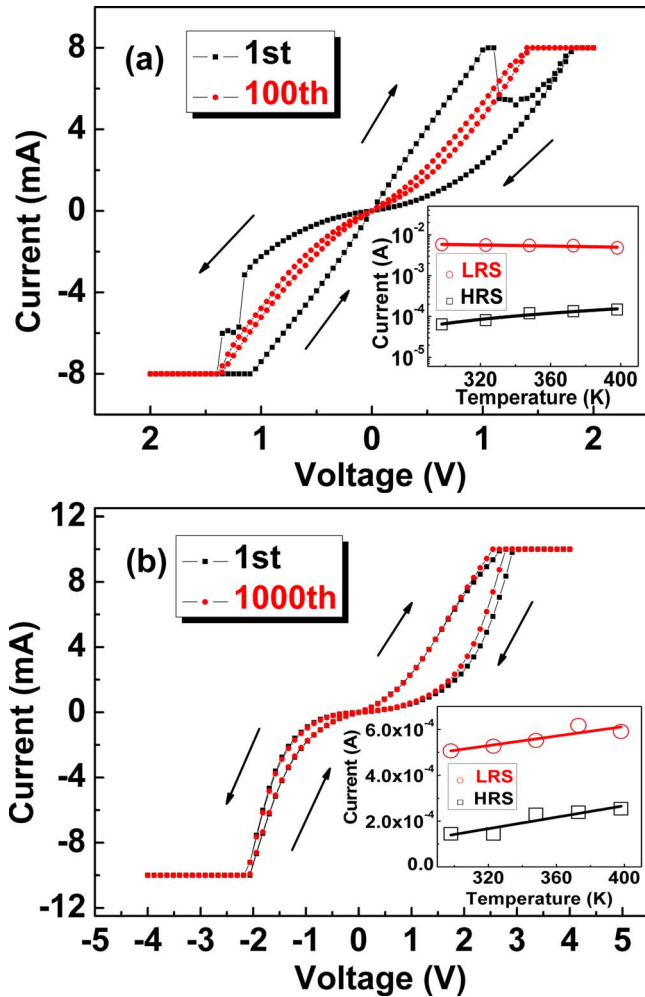 (a)
1st
100th
8
4
0
-4
-8
Current (mA)
2 1 0 1 2
Voltage (V)
10-2
10-3
10-4
10-5
Current (A)
LRS
HRS
320 360 400
Temperature (K)
(b)
1st
1000th
12
8
4
0
-4
-8
-12
Current (mA)
-5 -4 -3 -2 -1 0 1 2 3 4 5
Voltage (V)
6.0x10-4
4.0x10-4
2.0x10-4
0.0
Current (A)
LRS
HRS
320 360 400
Temperature (K)